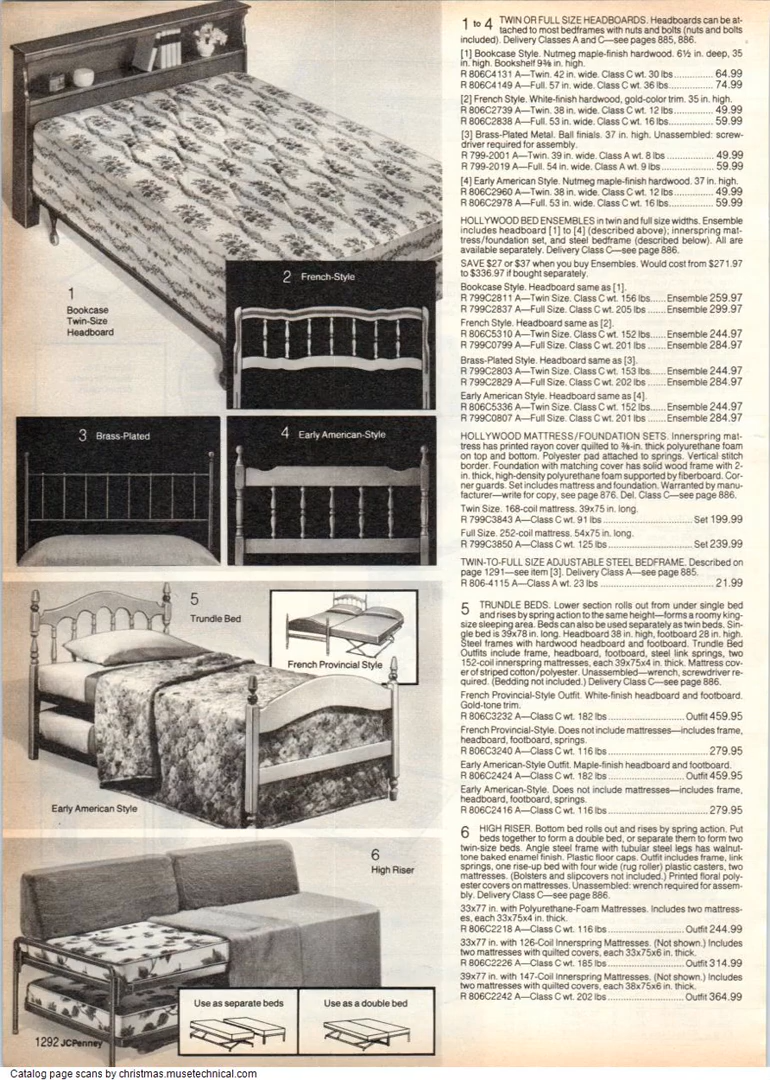 1
Bookcase
Twin-Size
Headboard
2 French-Style
3 Brass-Plated
4 Early American-Style
5
Trundle Bed
French Provincial Style
Early American Style
6
High Riser
Use as separate beds
Use as a double bed
1292 JCPenney
1 to 4 TWIN OR FULL SIZE HEADBOARDS. Headboards can be at-
tached to most bedframes with nuts and bolts (nuts and bolts
included). Delivery Classes A and C—see pages 885, 886.
[1] Bookcase Style. Nutmeg maple-finish hardwood. 6½ in. deep, 35
in. high. Bookshelf 9⅜ in. high.
R 806C4131 A—Twin. 42 in. wide. Class C wt. 30 lbs.............. 64.99
R 806C4149 A—Full. 57 in. wide. Class C wt. 36 lbs .............. 74.99
[2] French Style. White-finish hardwood, gold-color trim. 35 in. high.
R 806C2739 A—Twin. 38 in. wide. Class C wt. 12 lbs .............. 49.99
R 806C2838 A—Full. 53 in. wide. Class C wt. 16 lbs.............. 59.99
[3] Brass-Plated Metal. Ball finials. 37 in. high. Unassembled: screw-
driver required for assembly.
R 799-2001 A—Twin. 39 in. wide. Class A wt. 8 lbs .............. 49.99
R 799-2019 A—Full. 54 in. wide. Class A wt. 9 lbs .............. 59.99
[4] Early American Style. Nutmeg maple-finish hardwood. 37 in. high.
R 806C2960 A—Twin. 38 in. wide. Class C wt. 12 lbs .............. 49.99
R 806C2978 A—Full. 53 in. wide. Class C wt. 16 lbs .............. 59.99
HOLLYWOOD BED ENSEMBLES in twin and full size widths. Ensemble
includes headboard [1] to [4] (described above); innerspring mat-
tress/foundation set, and steel bedframe (described below). All are
available separately. Delivery Class C—see page 886.
SAVE $27 or $37 when you buy Ensembles. Would cost from $271.97
to $336.97 if bought separately.
Bookcase Style. Headboard same as [1].
R 799C2811 A—Twin Size. Class C wt. 156 lbs......Ensemble 259.97
R 799C2837 A—Full Size. Class C wt. 205 lbs ......Ensemble 299.97
French Style. Headboard same as [2].
R 806C5310 A—Twin Size. Class C wt. 152 lbs......Ensemble 244.97
R 799C0799 A—Full Size. Class C wt. 201 lbs ......Ensemble 284.97
Brass-Plated Style. Headboard same as [3].
R 799C2803 A—Twin Size. Class C wt. 153 lbs......Ensemble 244.97
R 799C2829 A—Full Size. Class C wt. 202 lbs ......Ensemble 284.97
Early American Style. Headboard same as [4].
R 806C5336 A—Twin Size. Class C wt. 152 lbs......Ensemble 244.97
R 799C0807 A—Full Size. Class C wt. 201 lbs ......Ensemble 284.97
HOLLYWOOD MATTRESS/FOUNDATION SETS. Innerspring mat-
tress has printed rayon cover quilted to ⅜-in. thick polyurethane foam
on top and bottom. Polyester pad attached to springs. Vertical stitch
border. Foundation with matching cover has solid wood frame with 2-
in. thick, high-density polyurethane foam supported by fiberboard. Cor-
ner guards. Set includes mattress and foundation. Warranted by manu-
facturer—write for copy, see page 876. Del. Class C—see page 886.
Twin Size. 168-coil mattress. 39x75 in. long.
R 799C3843 A—Class C wt. 91 lbs .............. Set 199.99
Full Size. 252-coil mattress. 54x75 in. long.
R 799C3850 A—Class C wt. 125 lbs .............. Set 239.99
TWIN-TO-FULL SIZE ADJUSTABLE STEEL BEDFRAME. Described on
page 1291—see item [3]. Delivery Class A—see page 885.
R 806-4115 A—Class A wt. 23 lbs .............. 21.99
5 TRUNDLE BEDS. Lower section rolls out from under single bed
and rises by spring action to the same height—forms a roomy king-
size sleeping area. Beds can also be used separately as twin beds. Sin-
gle bed is 39x78 in. long. Headboard 38 in. high, footboard 28 in. high.
Steel frames with hardwood headboard and footboard. Trundle Bed
Outfits include frame, headboard, footboard, steel link springs, two
152-coil innerspring mattresses, each 39x75x4 in. thick. Mattress cov-
er of striped cotton/polyester. Unassembled—wrench, screwdriver re-
quired. (Bedding not included.) Delivery Class C—see page 886.
French Provincial-Style Outfit. White-finish headboard and footboard.
Gold-tone trim.
R 806C3232 A—Class C wt. 182 lbs .............. Outfit 459.95
French Provincial-Style. Does not include mattresses—includes frame,
headboard, footboard, springs.
R 806C3240 A—Class C wt. 116 lbs .............. 279.95
Early American-Style Outfit. Maple-finish headboard and footboard.
R 806C2424 A—Class C wt. 182 lbs .............. Outfit 459.95
Early American-Style. Does not include mattresses—includes frame,
headboard, footboard, springs.
R 806C2416 A—Class C wt. 116 lbs .............. 279.95
6 HIGH RISER. Bottom bed rolls out and rises by spring action. Put
beds together to form a double bed, or separate them to form two
twin-size beds. Angle steel frame with tubular steel legs has walnut-
tone baked enamel finish. Plastic floor caps. Outfit includes frame, link
springs, one rise-up bed with four wide (rug roller) plastic casters, two
mattresses. (Bolsters and slipcovers not included.) Printed floral poly-
ester covers on mattresses. Unassembled: wrench required for assem-
bly. Delivery Class C—see page 886.
33x77 in. with Polyurethane-Foam Mattresses. Includes two mattress-
es, each 33x75x4 in. thick.
R 806C2218 A—Class C wt. 116 lbs .............. Outfit 244.99
33x77 in. with 126-Coil Innerspring Mattresses. (Not shown.) Includes
two mattresses with quilted covers, each 33x75x6 in. thick.
R 806C2226 A—Class C wt. 185 lbs .............. Outfit 314.99
39x77 in. with 147-Coil Innerspring Mattresses. (Not shown.) Includes
two mattresses with quilted covers, each 38x75x6 in. thick.
R 806C2242 A—Class C wt. 202 lbs .............. Outfit 364.99
Catalog page scans by christmas.musetechnical.com